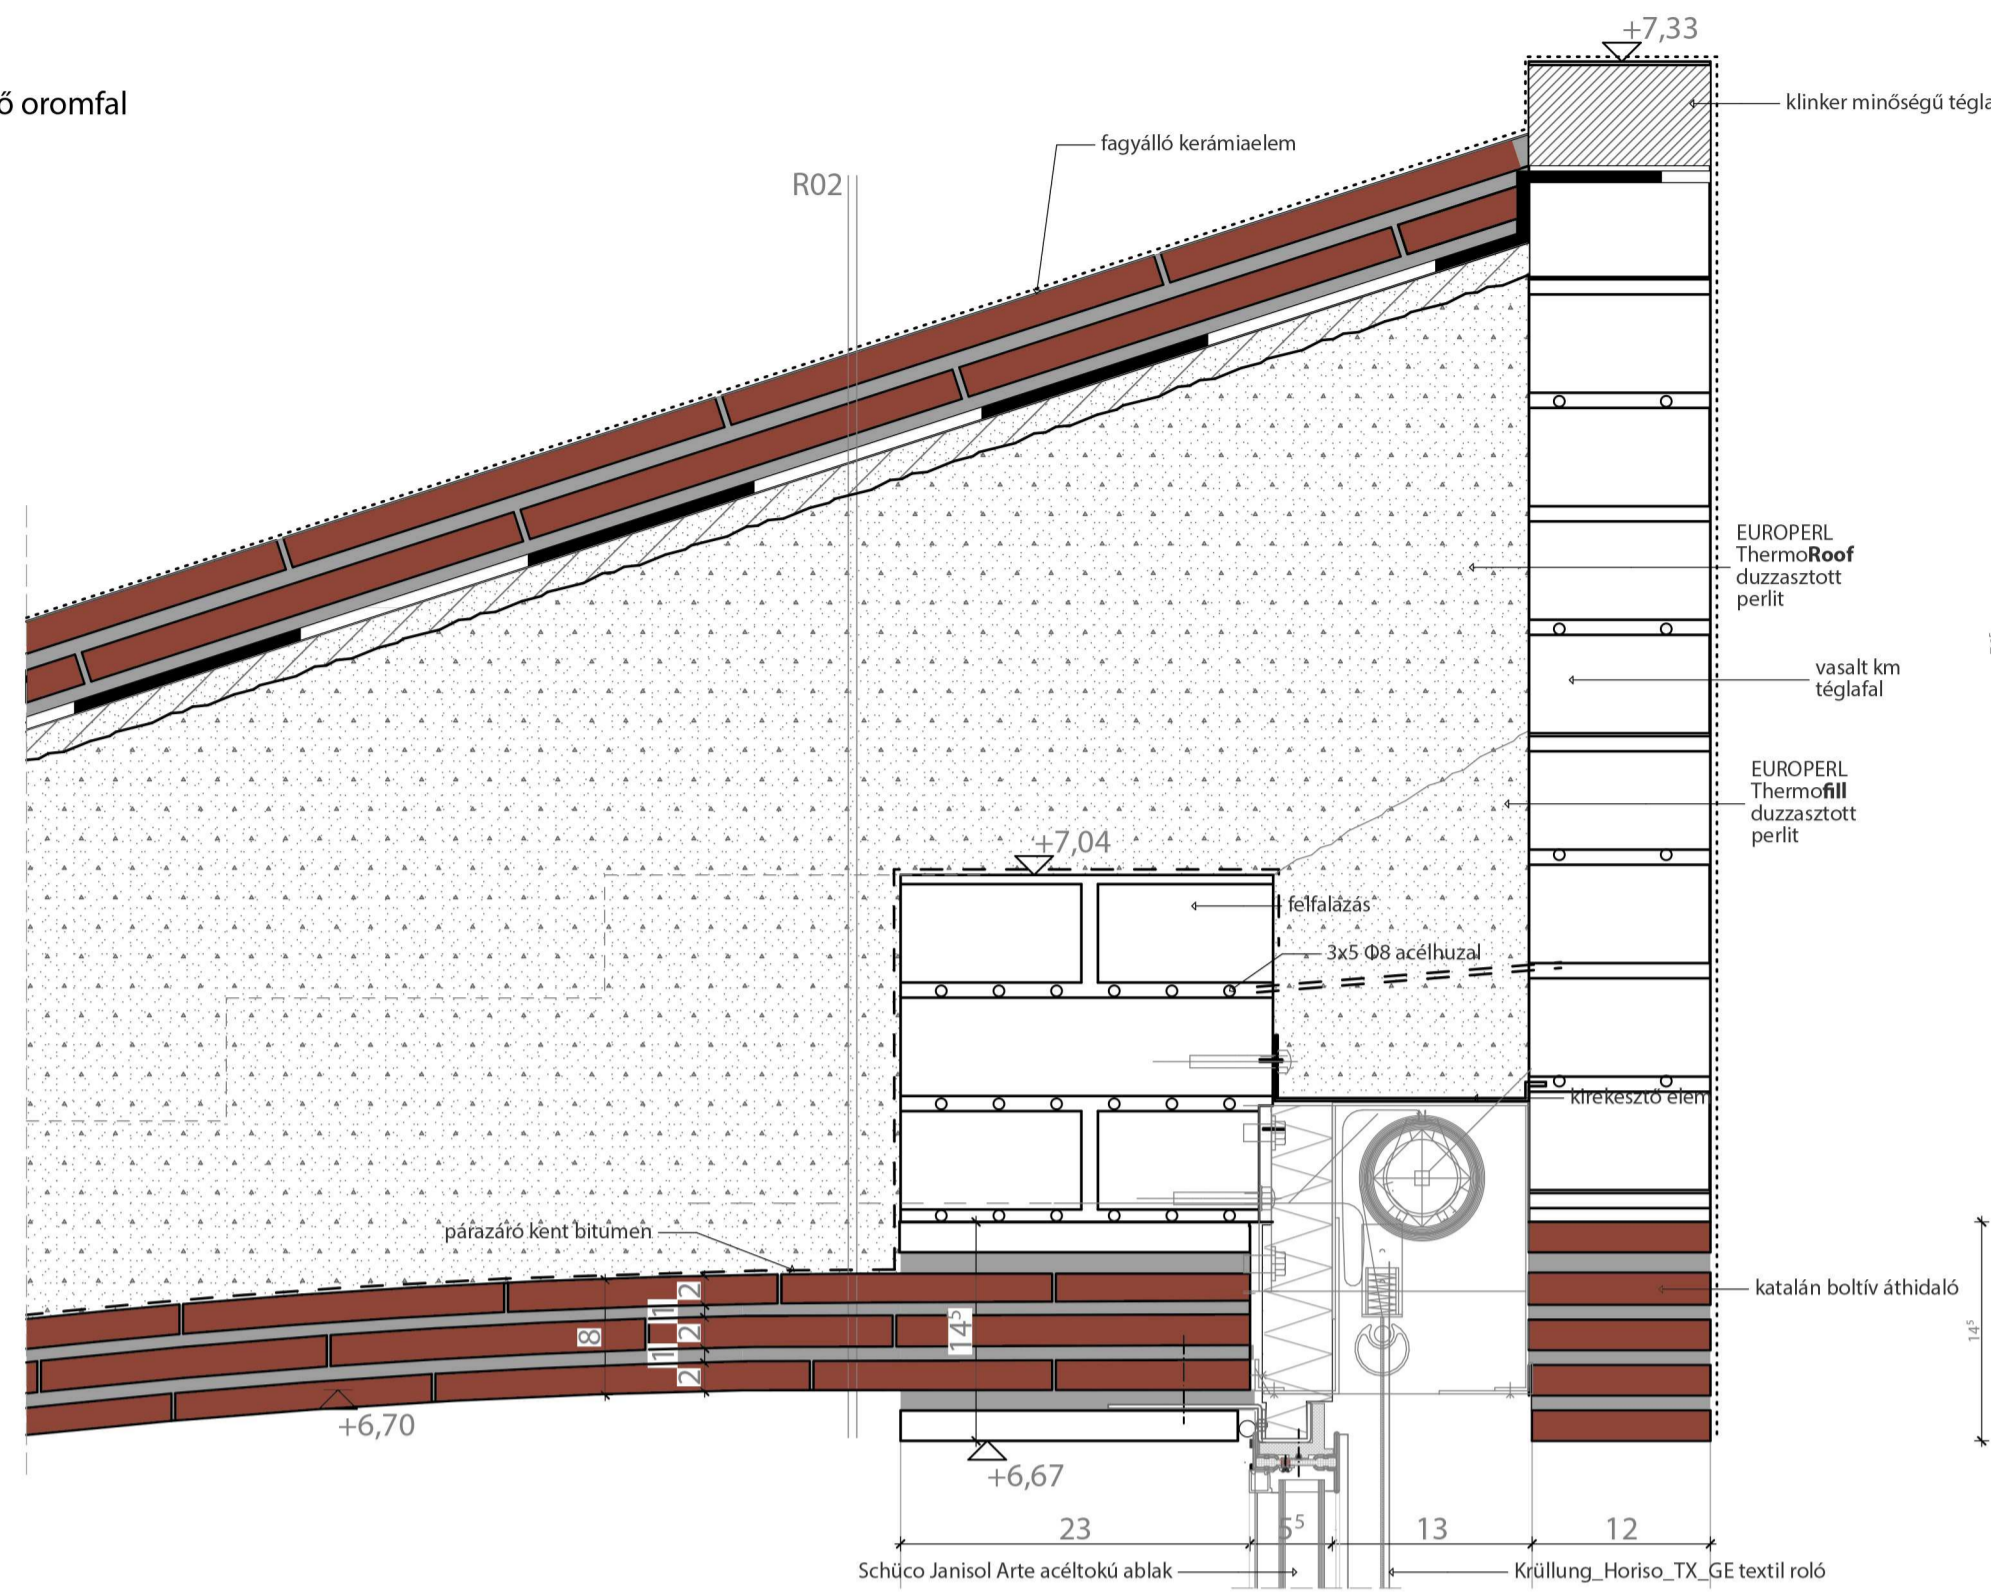 +7,33
ő oromfal
klinker minőségű tégla
fagyálló kerámiaelem
R02
EUROPERL
ThermoRoof
duzzasztott
perlit
vasalt km
téglafal
EUROPERL
Thermofill
duzzasztott
perlit
+7,04
felfalazás
3x5 Φ8 acélhuzal
kirekesztő elem
párazáró kent bitumen
katalán boltív áthidaló
2
1
2
1
2
8
14⁵
14⁵
+6,70
+6,67
23
5⁵
13
12
Schüco Janisol Arte acéltokú ablak
Krüllung_Horiso_TX_GE textil roló